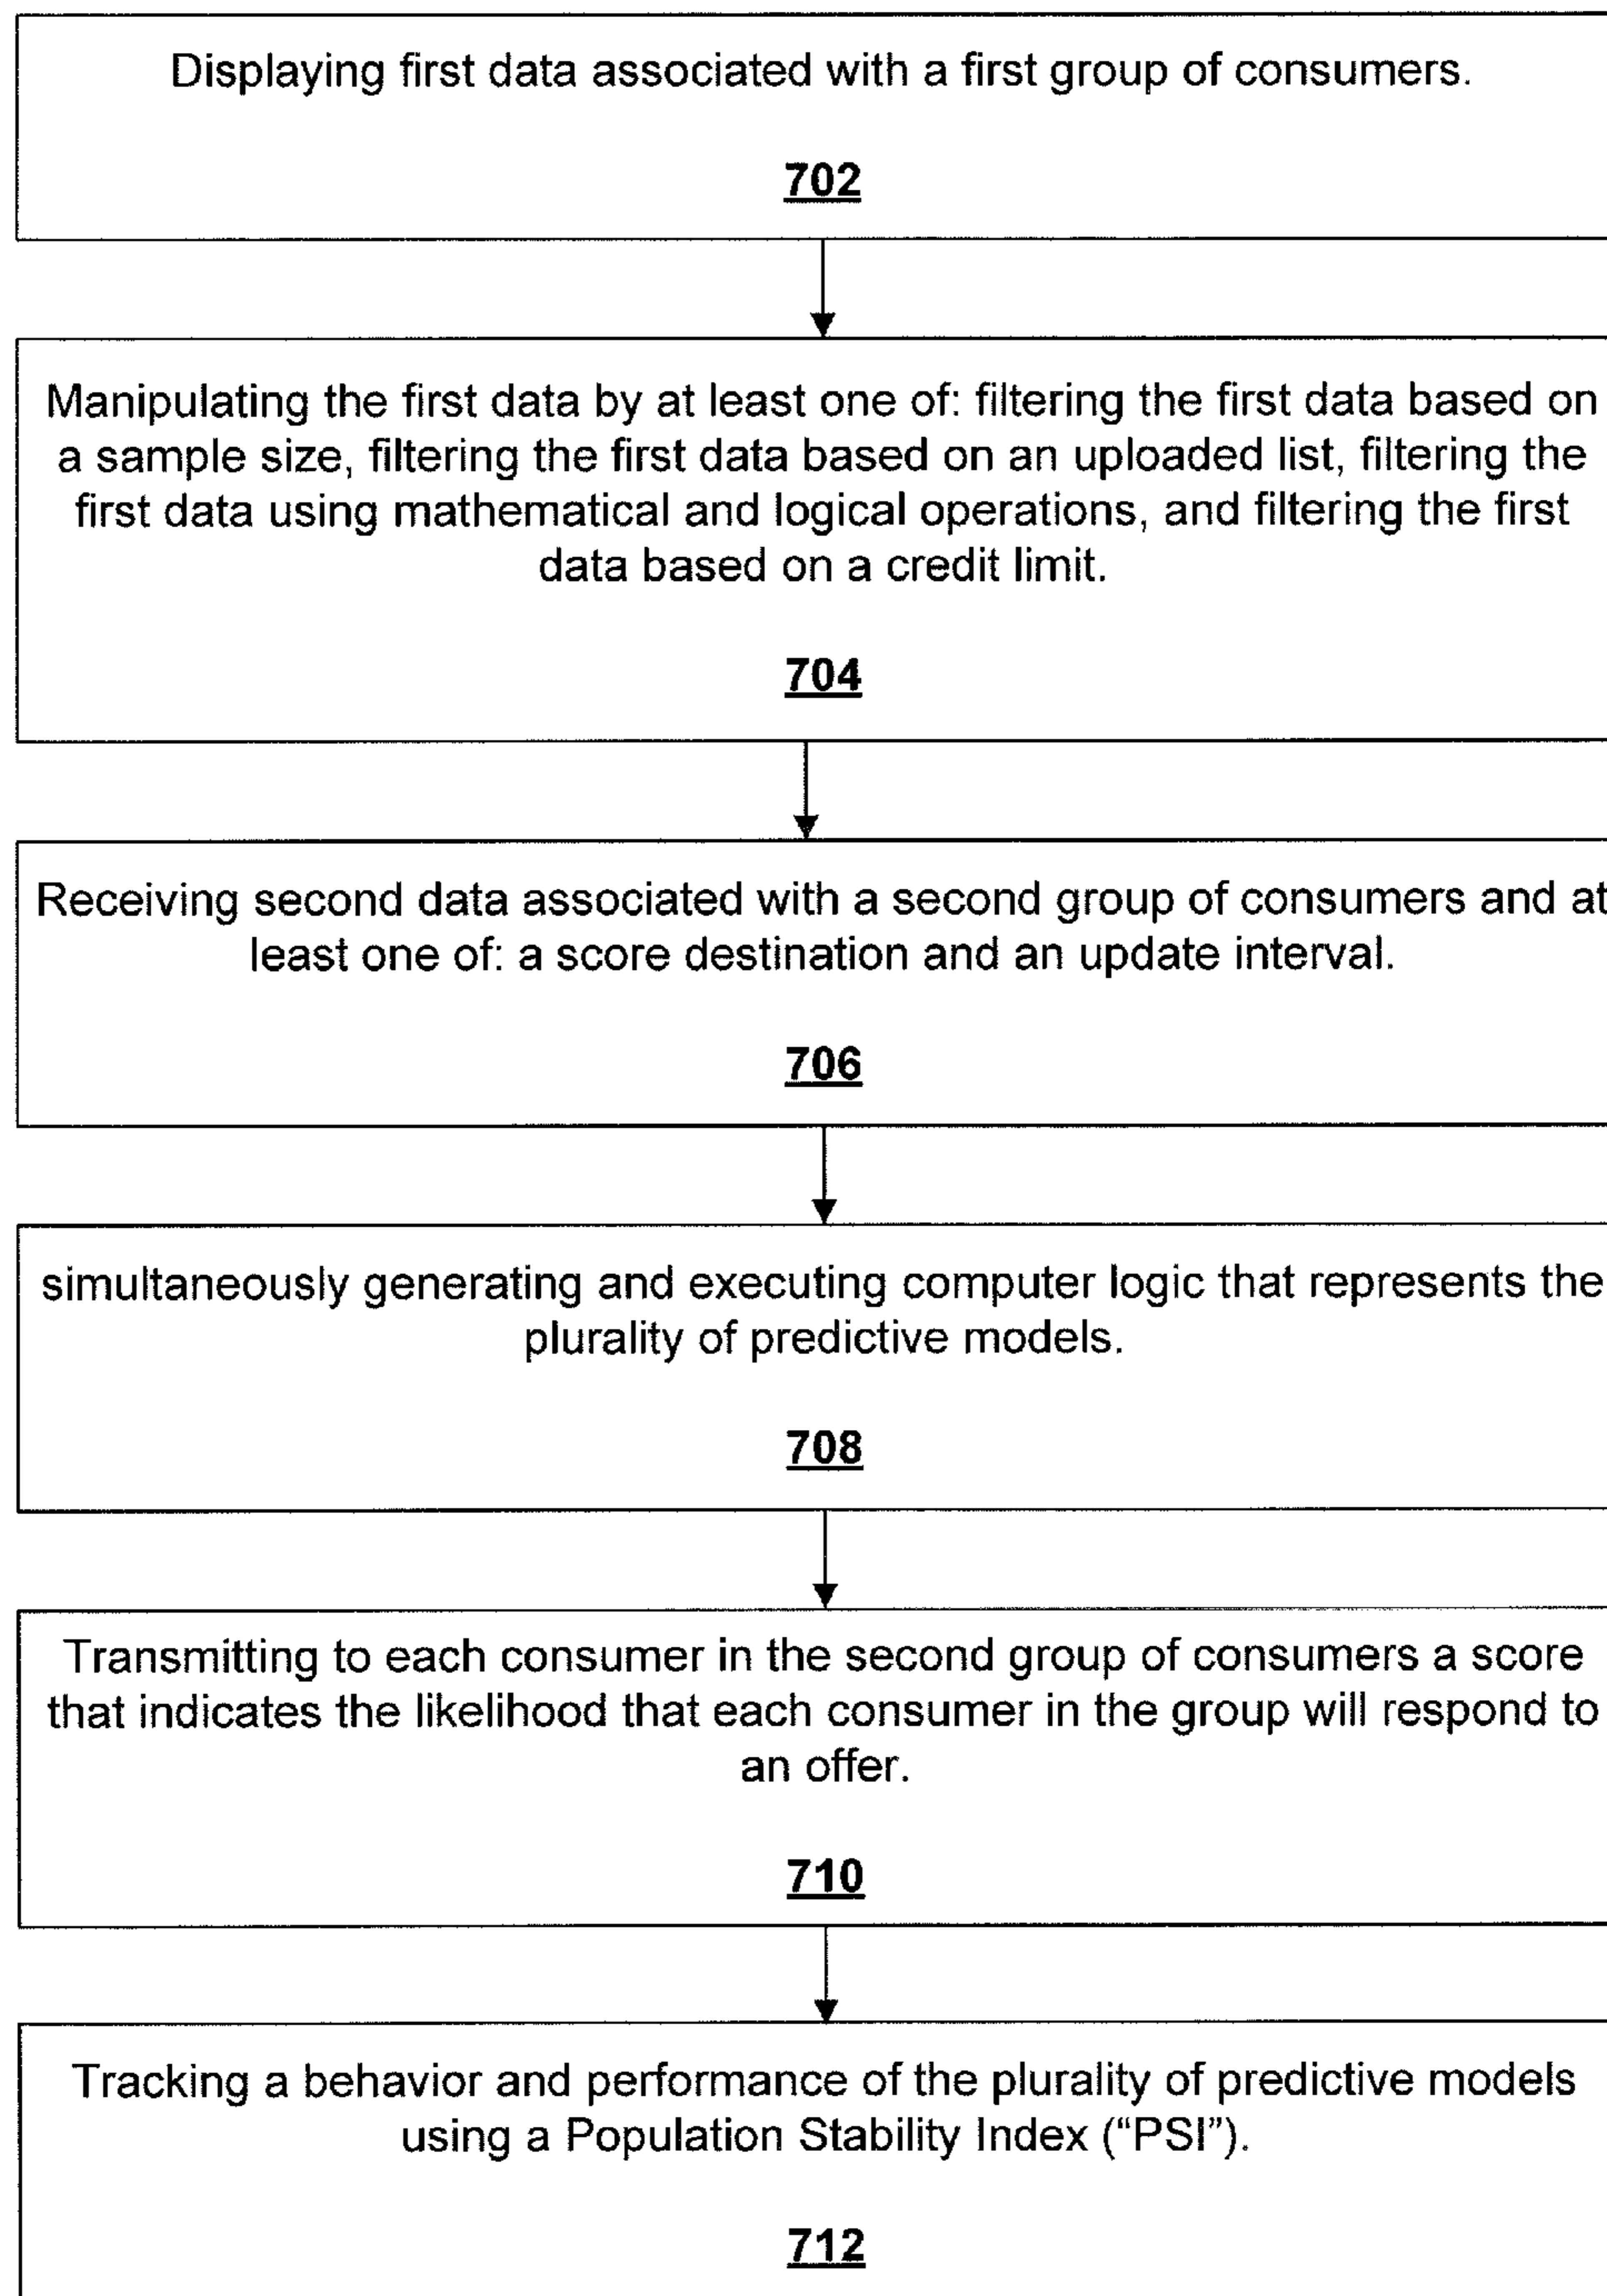 Displaying first data associated with a first group of consumers.
702
Manipulating the first data by at least one of: filtering the first data based on
a sample size, filtering the first data based on an uploaded list, filtering the
first data using mathematical and logical operations, and filtering the first
data based on a credit limit.
704
Receiving second data associated with a second group of consumers and at
least one of: a score destination and an update interval.
706
simultaneously generating and executing computer logic that represents the
plurality of predictive models.
708
Transmitting to each consumer in the second group of consumers a score
that indicates the likelihood that each consumer in the group will respond to
an offer.
710
Tracking a behavior and performance of the plurality of predictive models
using a Population Stability Index (“PSI”).
712